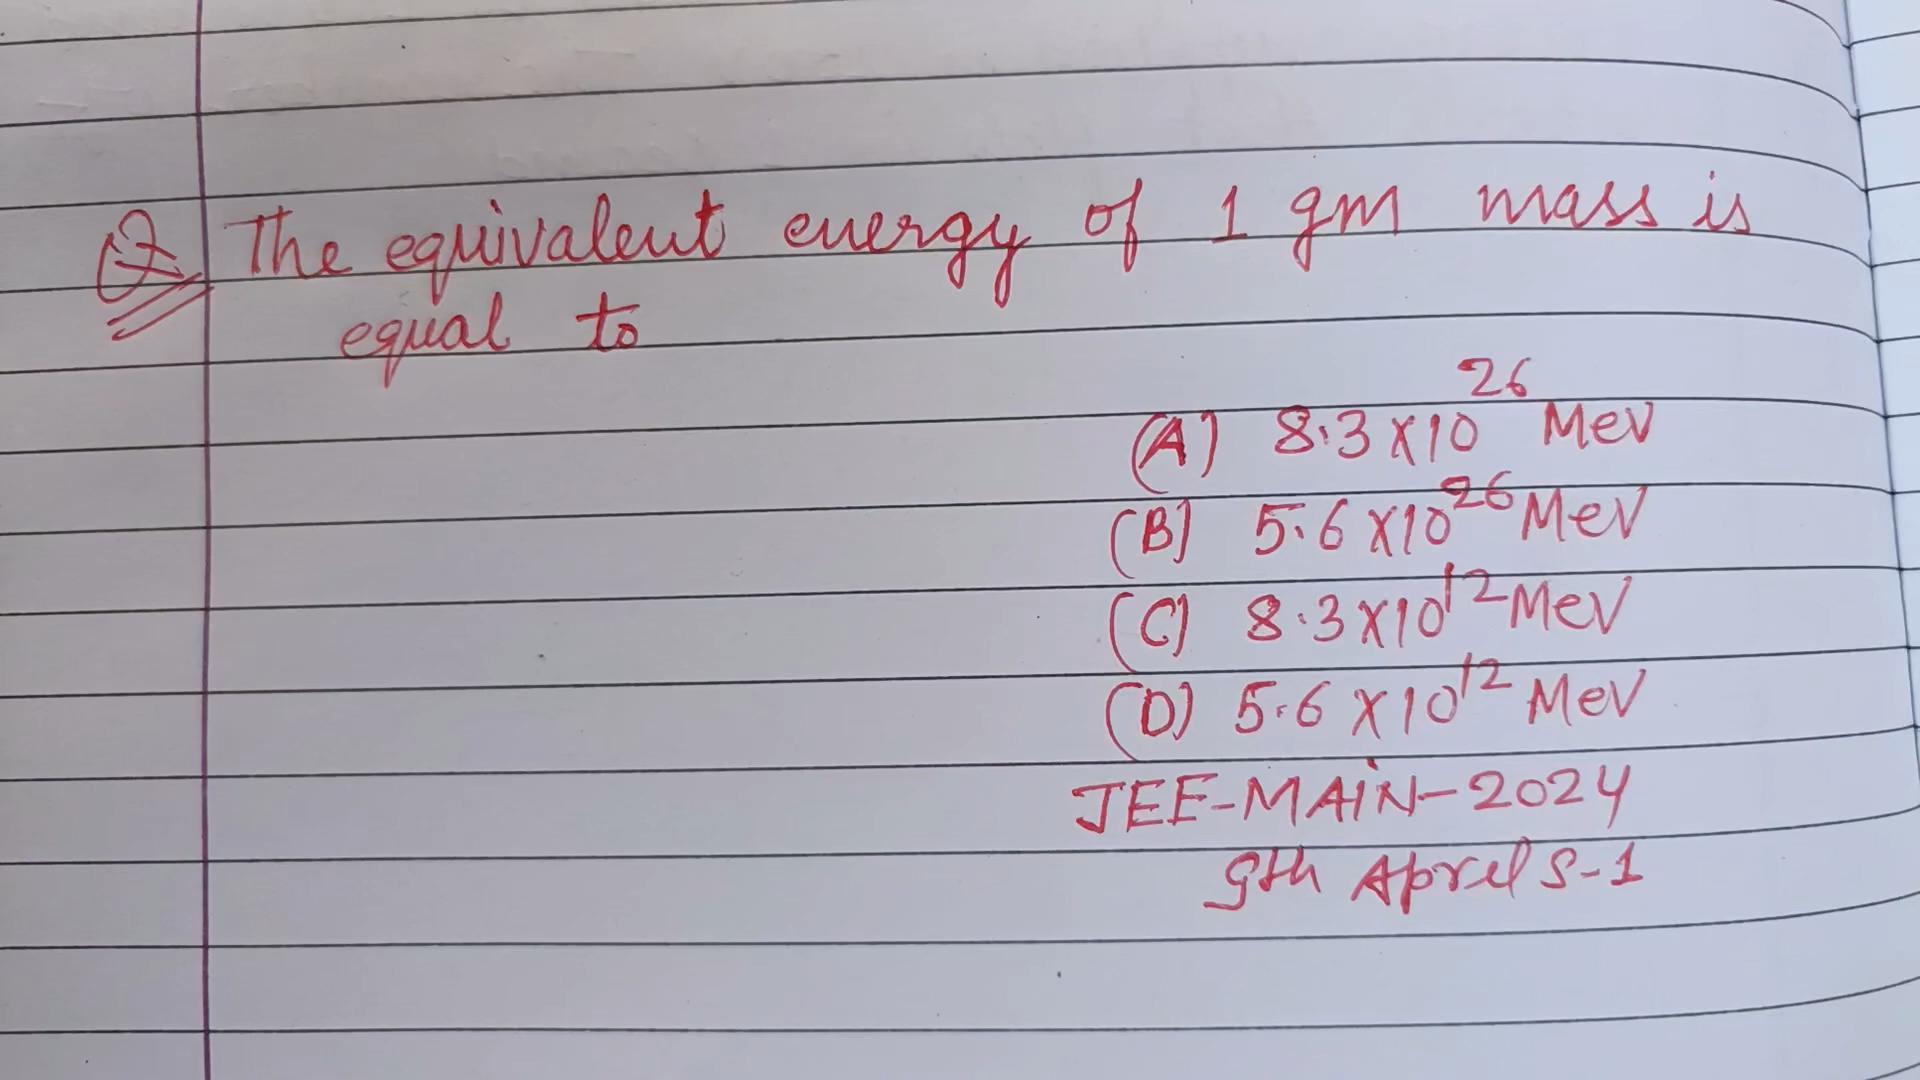 Q. The equivalent energy of 1 gm mass is
equal to
(A) 8.3 x 10^26 MeV
(B) 5.6 x 10^26 MeV
(C) 8.3 x 10^12 MeV
(D) 5.6 x 10^12 MeV
JEE-MAIN-2024
9th April S-1